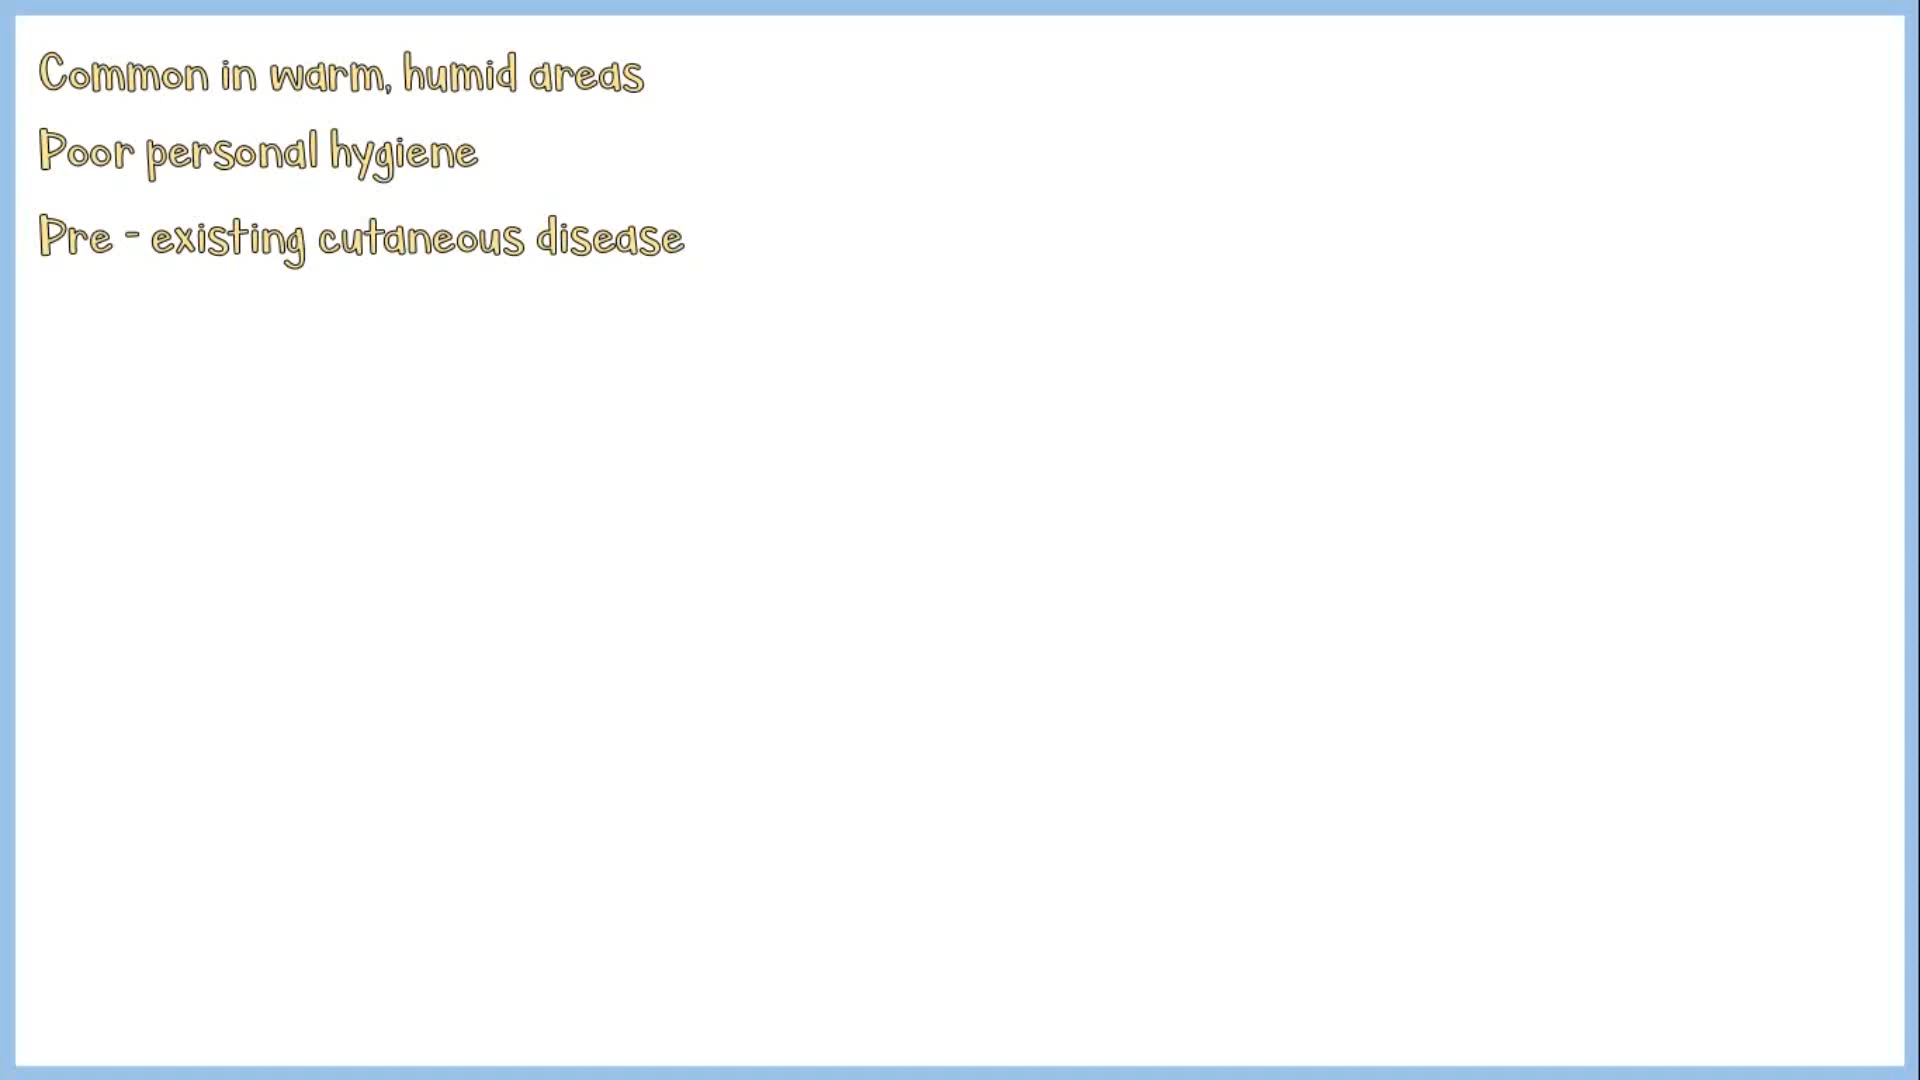 Common in warm, humid areas
Poor personal hygiene
Pre - existing cutaneous disease